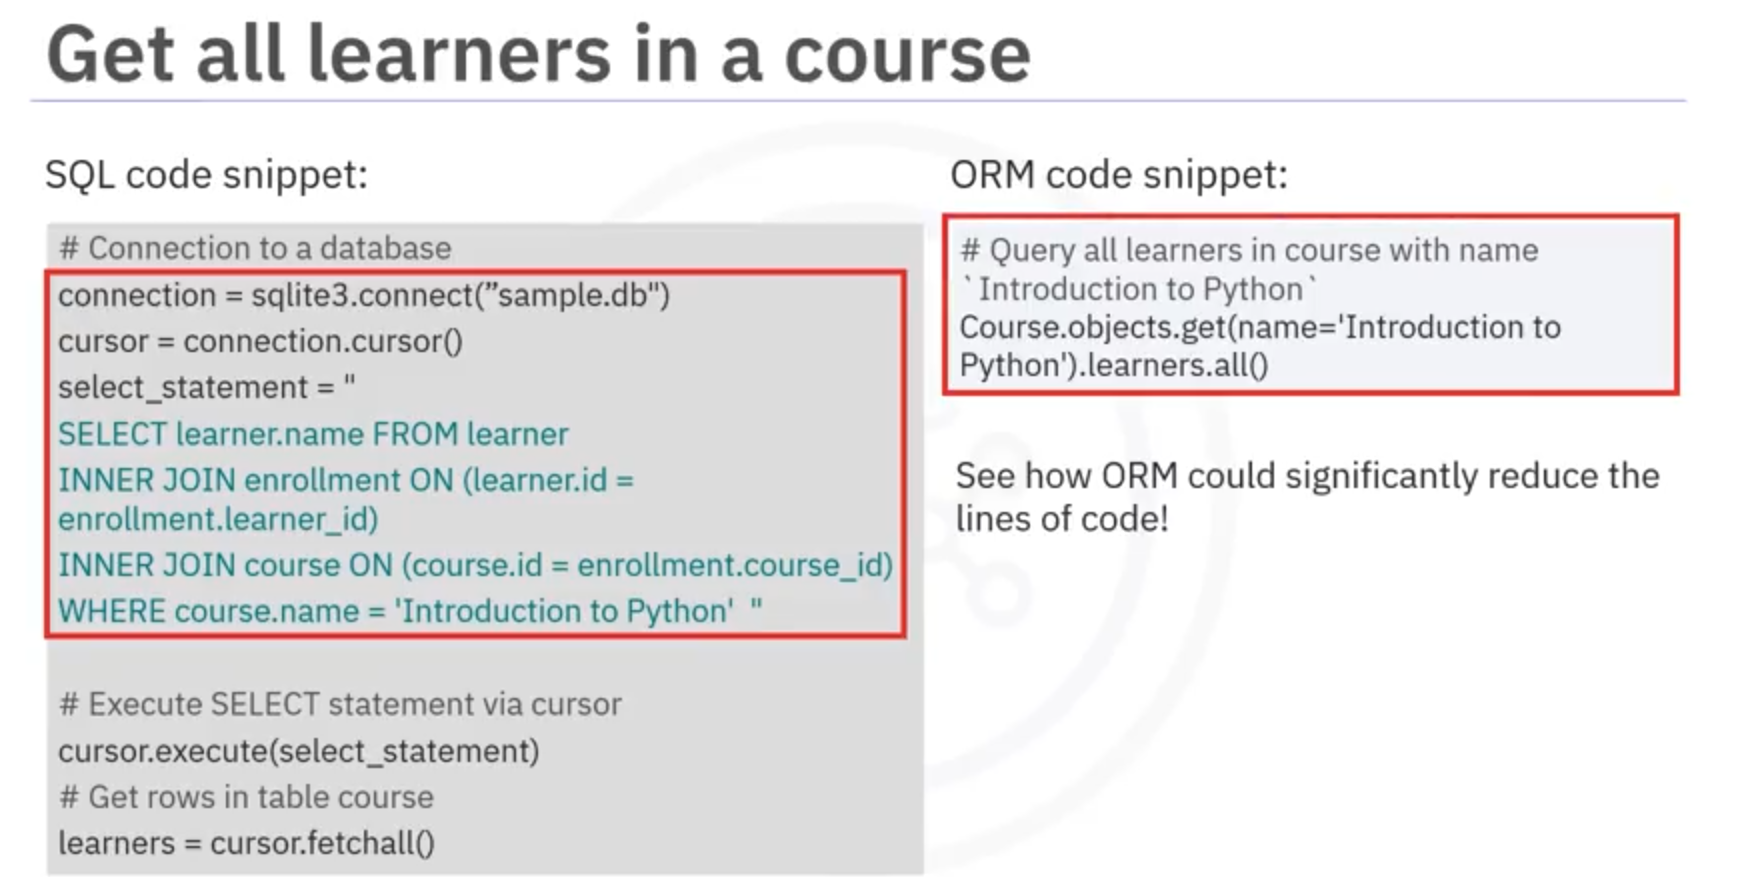 Get all learners in a course
SQL code snippet:
# Connection to a database
connection = sqlite3.connect(”sample.db")
cursor = connection.cursor()
select_statement = "
SELECT learner.name FROM learner
INNER JOIN enrollment ON (learner.id =
enrollment.learner_id)
INNER JOIN course ON (course.id = enrollment.course_id)
WHERE course.name = 'Introduction to Python' "
# Execute SELECT statement via cursor
cursor.execute(select_statement)
# Get rows in table course
learners = cursor.fetchall()
ORM code snippet:
# Query all learners in course with name
`Introduction to Python`
Course.objects.get(name='Introduction to
Python').learners.all()
See how ORM could significantly reduce the
lines of code!